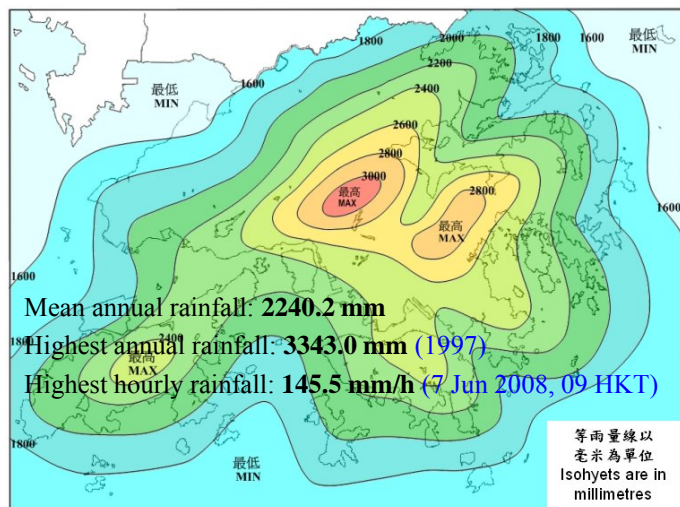 1800
2000
1800
1600
最低
MIN
2200
1600
最低
MIN
2400
2600
2800
3000
最高
MAX
2800
最高
MAX
1600
1600
Mean annual rainfall: 2240.2 mm
1800
2400
Highest annual rainfall: 3343.0 mm (1997)
最高
MAX
Highest hourly rainfall: 145.5 mm/h (7 Jun 2008, 09 HKT)
1800
最低
MIN
等雨量線以
毫米為單位
Isohyets are in
millimetres